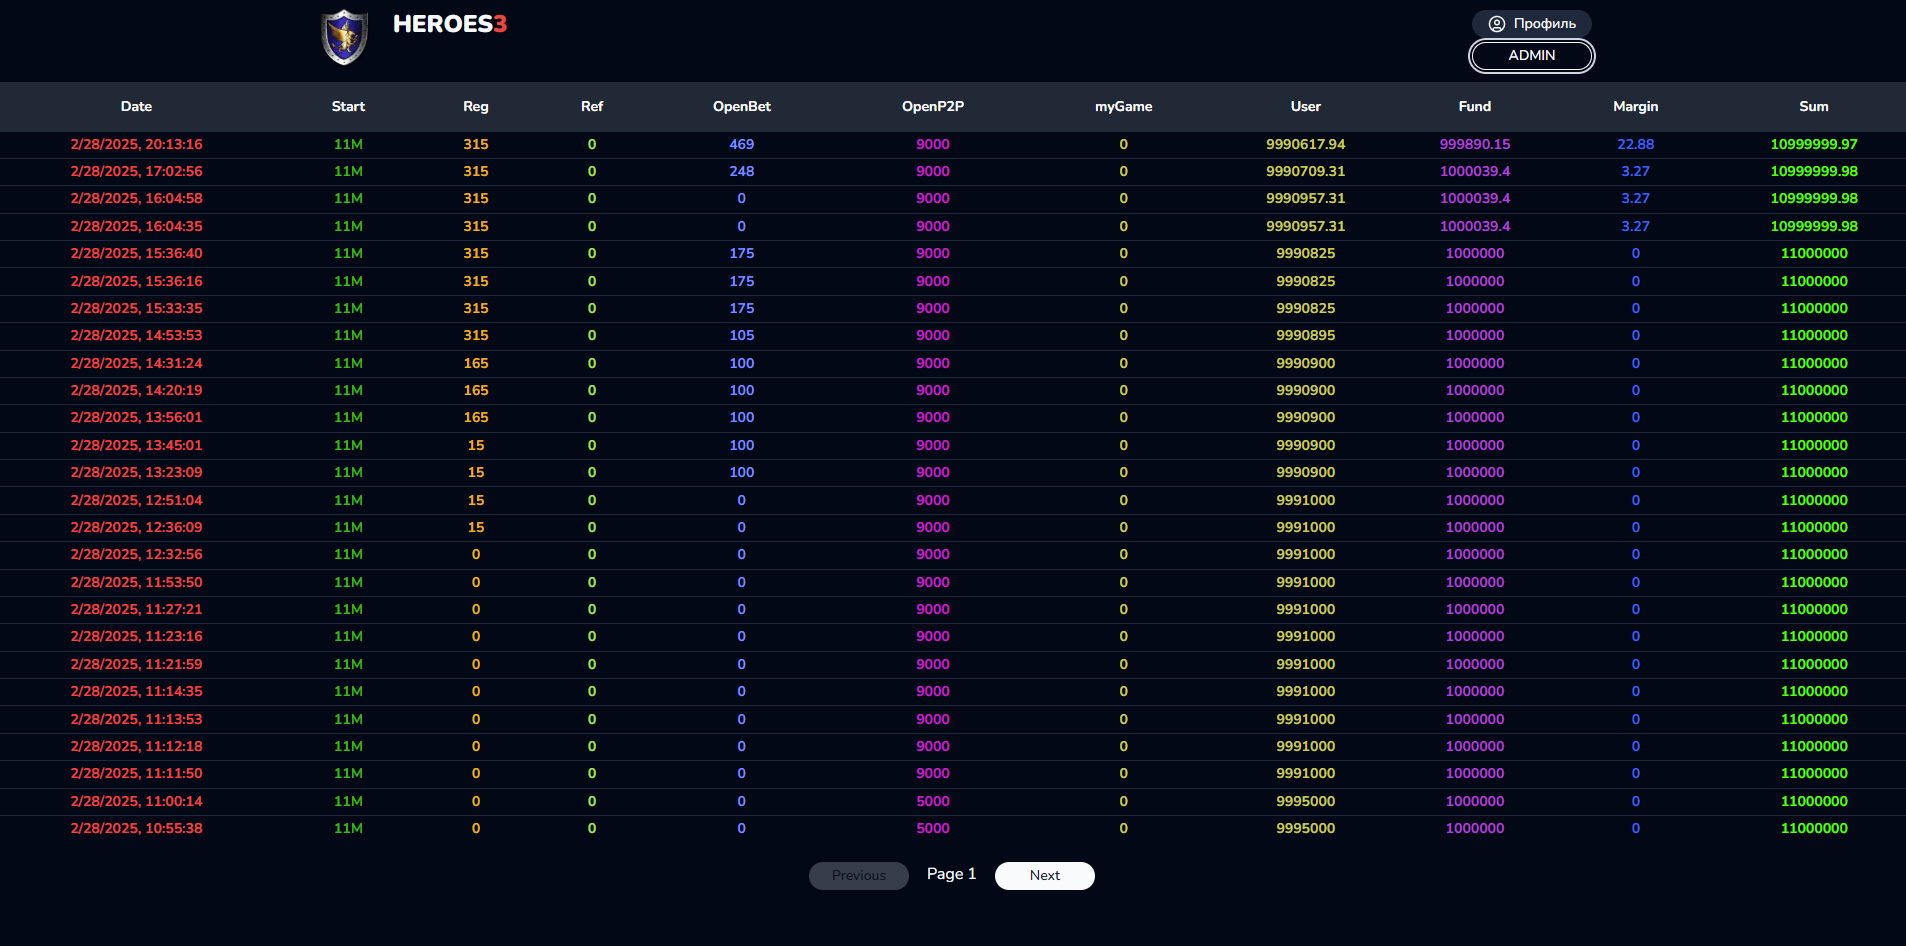 HEROES3
Профиль
ADMIN
Date Start Reg Ref OpenBet OpenP2P myGame User Fund Margin Sum
2/28/2025, 20:13:16 11M 315 0 469 9000 0 9990617.94 999890.15 22.88 10999999.97
2/28/2025, 17:02:56 11M 315 0 248 9000 0 9990709.31 1000039.4 3.27 10999999.98
2/28/2025, 16:04:58 11M 315 0 0 9000 0 9990957.31 1000039.4 3.27 10999999.98
2/28/2025, 16:04:35 11M 315 0 0 9000 0 9990957.31 1000039.4 3.27 10999999.98
2/28/2025, 15:36:40 11M 315 0 175 9000 0 9990825 1000000 0 11000000
2/28/2025, 15:36:16 11M 315 0 175 9000 0 9990825 1000000 0 11000000
2/28/2025, 15:33:35 11M 315 0 175 9000 0 9990825 1000000 0 11000000
2/28/2025, 14:53:53 11M 315 0 105 9000 0 9990895 1000000 0 11000000
2/28/2025, 14:31:24 11M 165 0 100 9000 0 9990900 1000000 0 11000000
2/28/2025, 14:20:19 11M 165 0 100 9000 0 9990900 1000000 0 11000000
2/28/2025, 13:56:01 11M 165 0 100 9000 0 9990900 1000000 0 11000000
2/28/2025, 13:45:01 11M 15 0 100 9000 0 9990900 1000000 0 11000000
2/28/2025, 13:23:09 11M 15 0 100 9000 0 9990900 1000000 0 11000000
2/28/2025, 12:51:04 11M 15 0 0 9000 0 9991000 1000000 0 11000000
2/28/2025, 12:36:09 11M 15 0 0 9000 0 9991000 1000000 0 11000000
2/28/2025, 12:32:56 11M 0 0 0 9000 0 9991000 1000000 0 11000000
2/28/2025, 11:53:50 11M 0 0 0 9000 0 9991000 1000000 0 11000000
2/28/2025, 11:27:21 11M 0 0 0 9000 0 9991000 1000000 0 11000000
2/28/2025, 11:23:16 11M 0 0 0 9000 0 9991000 1000000 0 11000000
2/28/2025, 11:21:59 11M 0 0 0 9000 0 9991000 1000000 0 11000000
2/28/2025, 11:14:35 11M 0 0 0 9000 0 9991000 1000000 0 11000000
2/28/2025, 11:13:53 11M 0 0 0 9000 0 9991000 1000000 0 11000000
2/28/2025, 11:12:18 11M 0 0 0 9000 0 9991000 1000000 0 11000000
2/28/2025, 11:11:50 11M 0 0 0 9000 0 9991000 1000000 0 11000000
2/28/2025, 11:00:14 11M 0 0 0 5000 0 9995000 1000000 0 11000000
2/28/2025, 10:55:38 11M 0 0 0 5000 0 9995000 1000000 0 11000000
Previous Page 1 Next